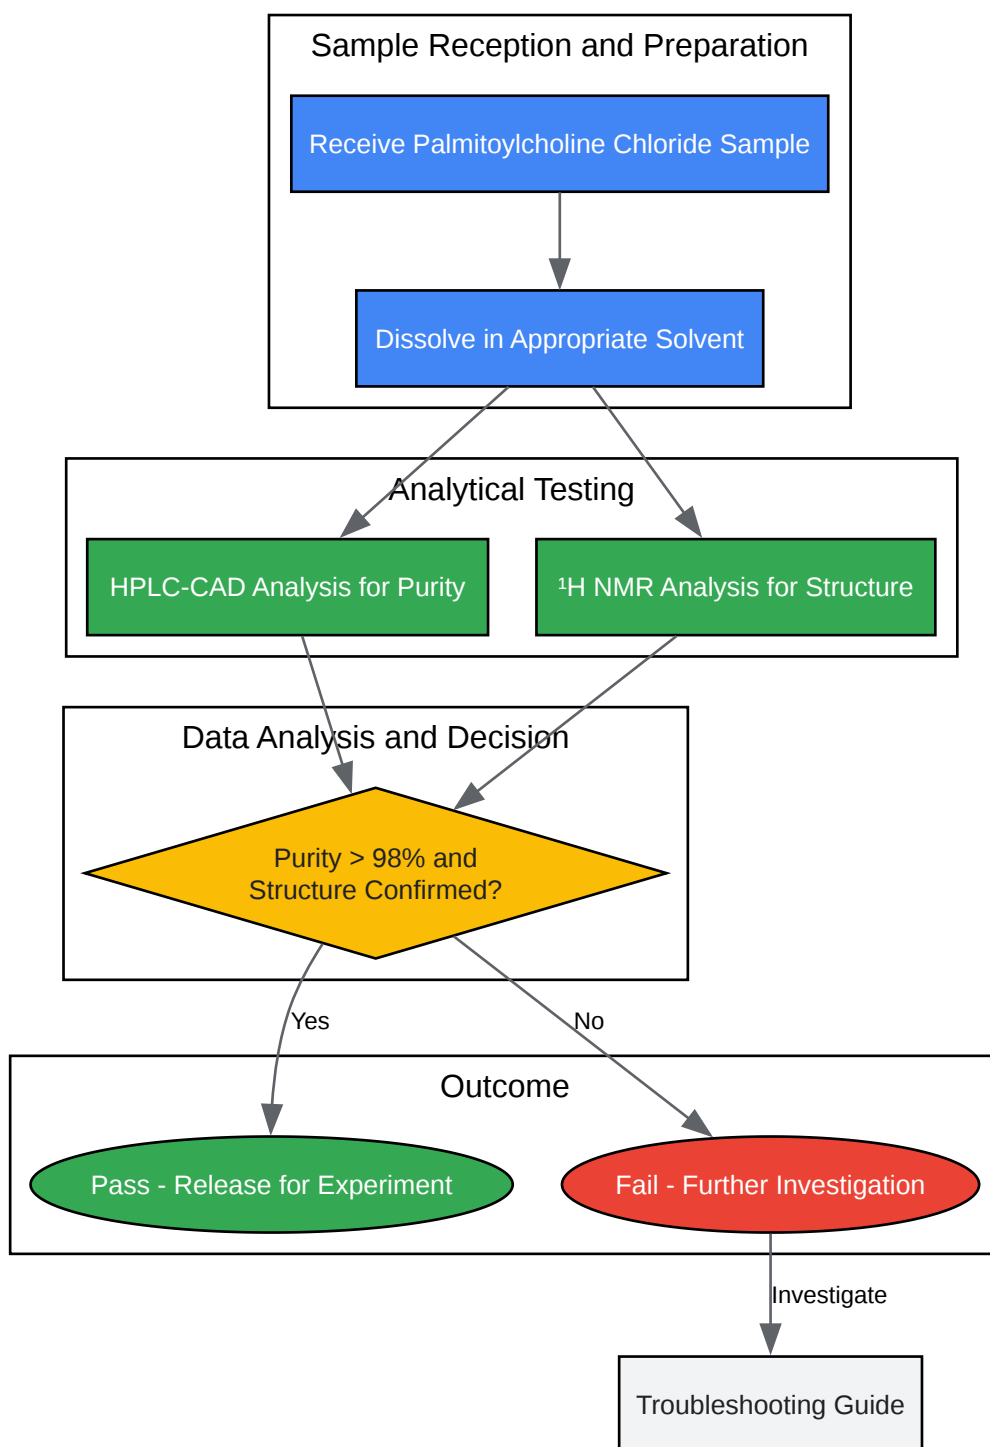 Sample Reception and Preparation
Receive Palmitoylcholine Chloride Sample
Dissolve in Appropriate Solvent
Analytical Testing
HPLC-CAD Analysis for Purity
¹H NMR Analysis for Structure
Data Analysis and Decision
Purity > 98% and
Structure Confirmed?
Yes
No
Outcome
Pass - Release for Experiment
Fail - Further Investigation
Investigate
Troubleshooting Guide